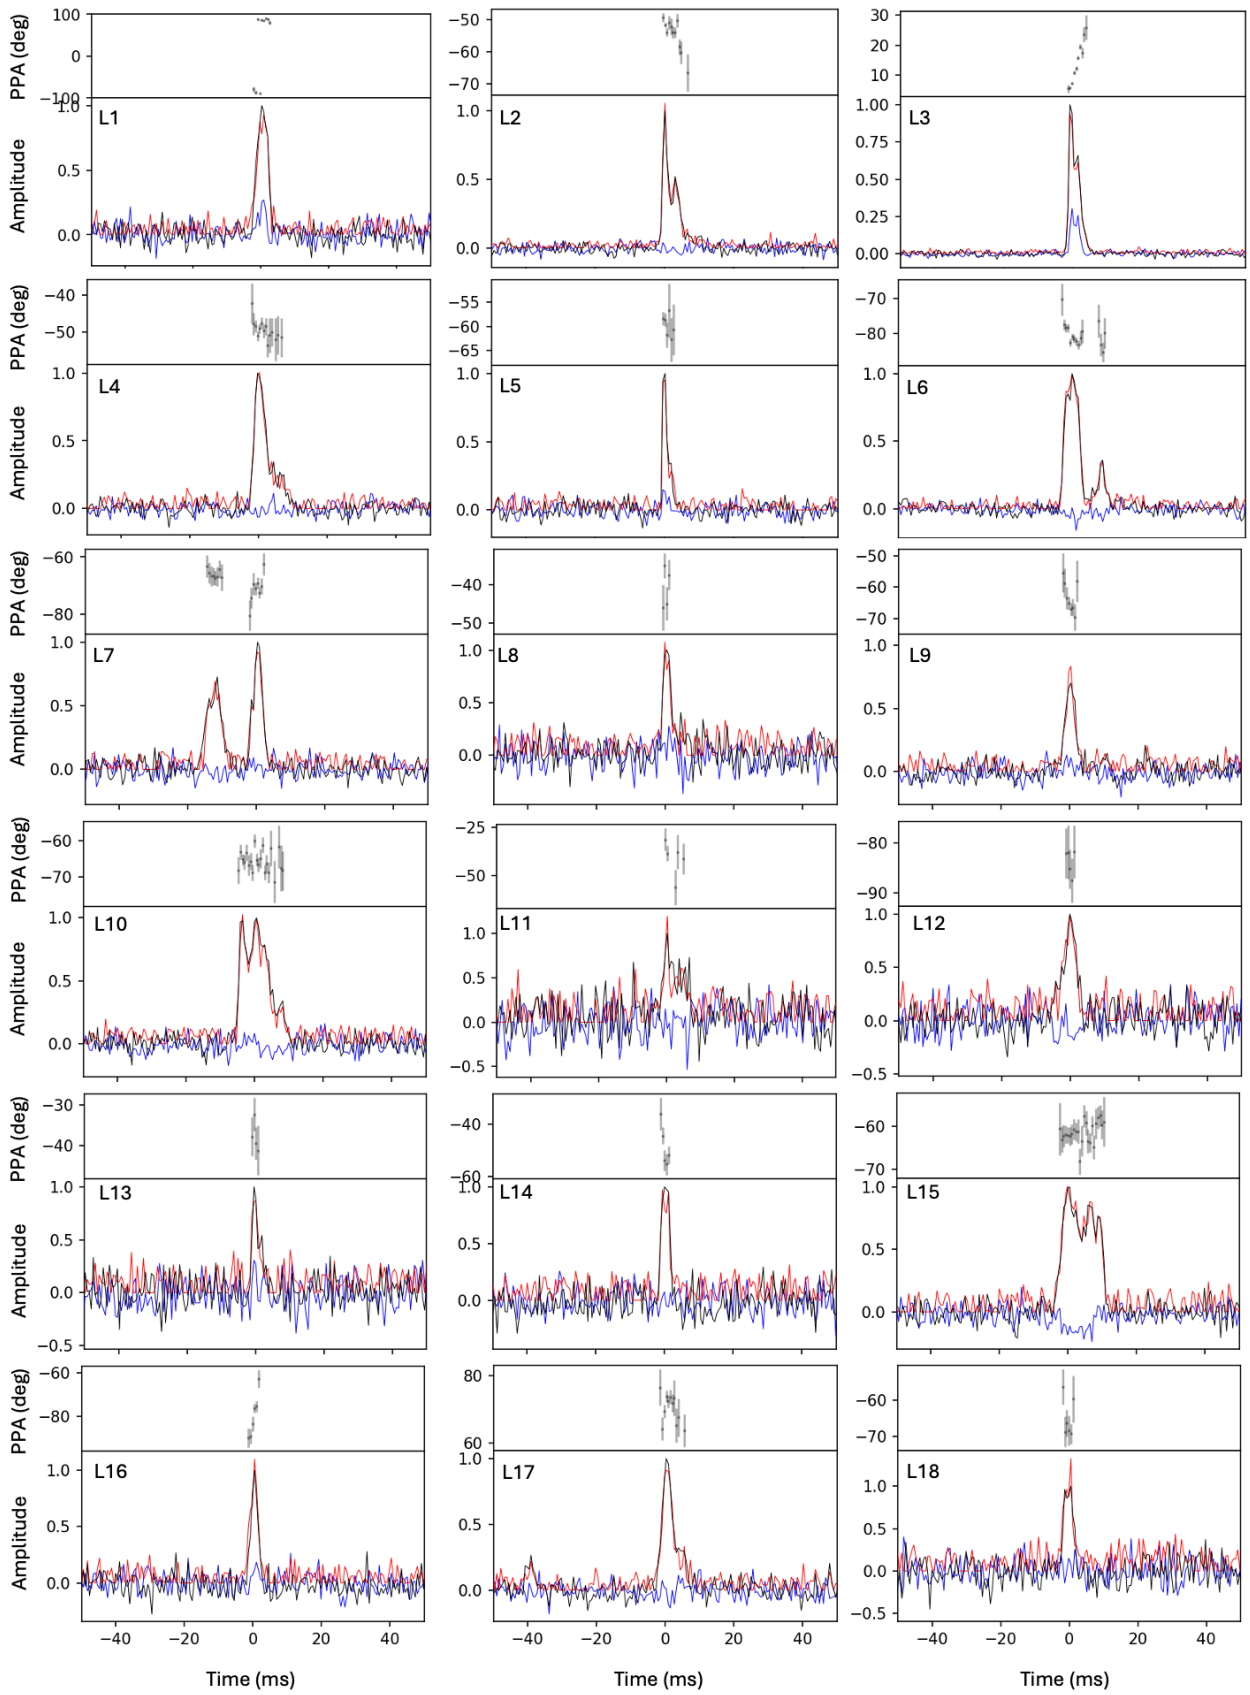 PPA (deg) 100 0 −100 −50 −60 −70 30 20 10
Amplitude 1.0 0.5 0.0 L1 1.0 0.5 0.0 L2 1.00 0.75 0.50 0.25 0.00 L3
PPA (deg) −40 −50 −55 −60 −65 −70 −80
Amplitude 1.0 0.5 0.0 L4 1.0 0.5 0.0 L5 1.0 0.5 0.0 L6
PPA (deg) −60 −80 −40 −50 −50 −60 −70
Amplitude 1.0 0.5 0.0 L7 1.0 0.5 0.0 L8 1.0 0.5 0.0 L9
PPA (deg) −60 −70 −25 −50 −80 −90
Amplitude 1.0 0.5 0.0 L10 1.0 0.5 0.0 −0.5 L11 1.0 0.5 0.0 −0.5 L12
PPA (deg) −30 −40 −40 −60 −60 −70
Amplitude 1.0 0.5 0.0 −0.5 L13 1.0 0.5 0.0 L14 1.0 0.5 0.0 L15
PPA (deg) −60 −80 80 60 −60 −70
Amplitude 1.0 0.5 0.0 L16 1.0 0.5 0.0 L17 1.0 0.5 0.0 −0.5 L18
−40 −20 0 20 40 −40 −20 0 20 40 −40 −20 0 20 40
Time (ms) Time (ms) Time (ms)